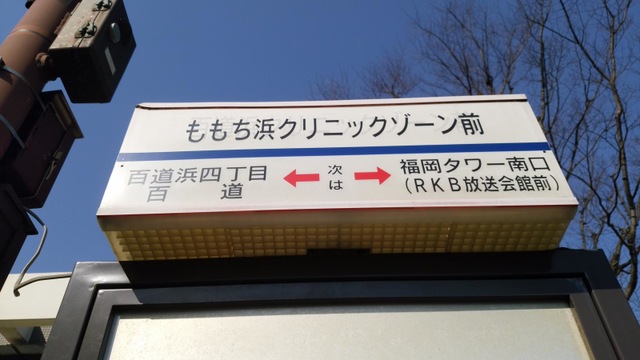 ももち浜クリニックゾーン前
百道浜四丁目
百道
次は
福岡タワー南口
(RKB放送会館前)